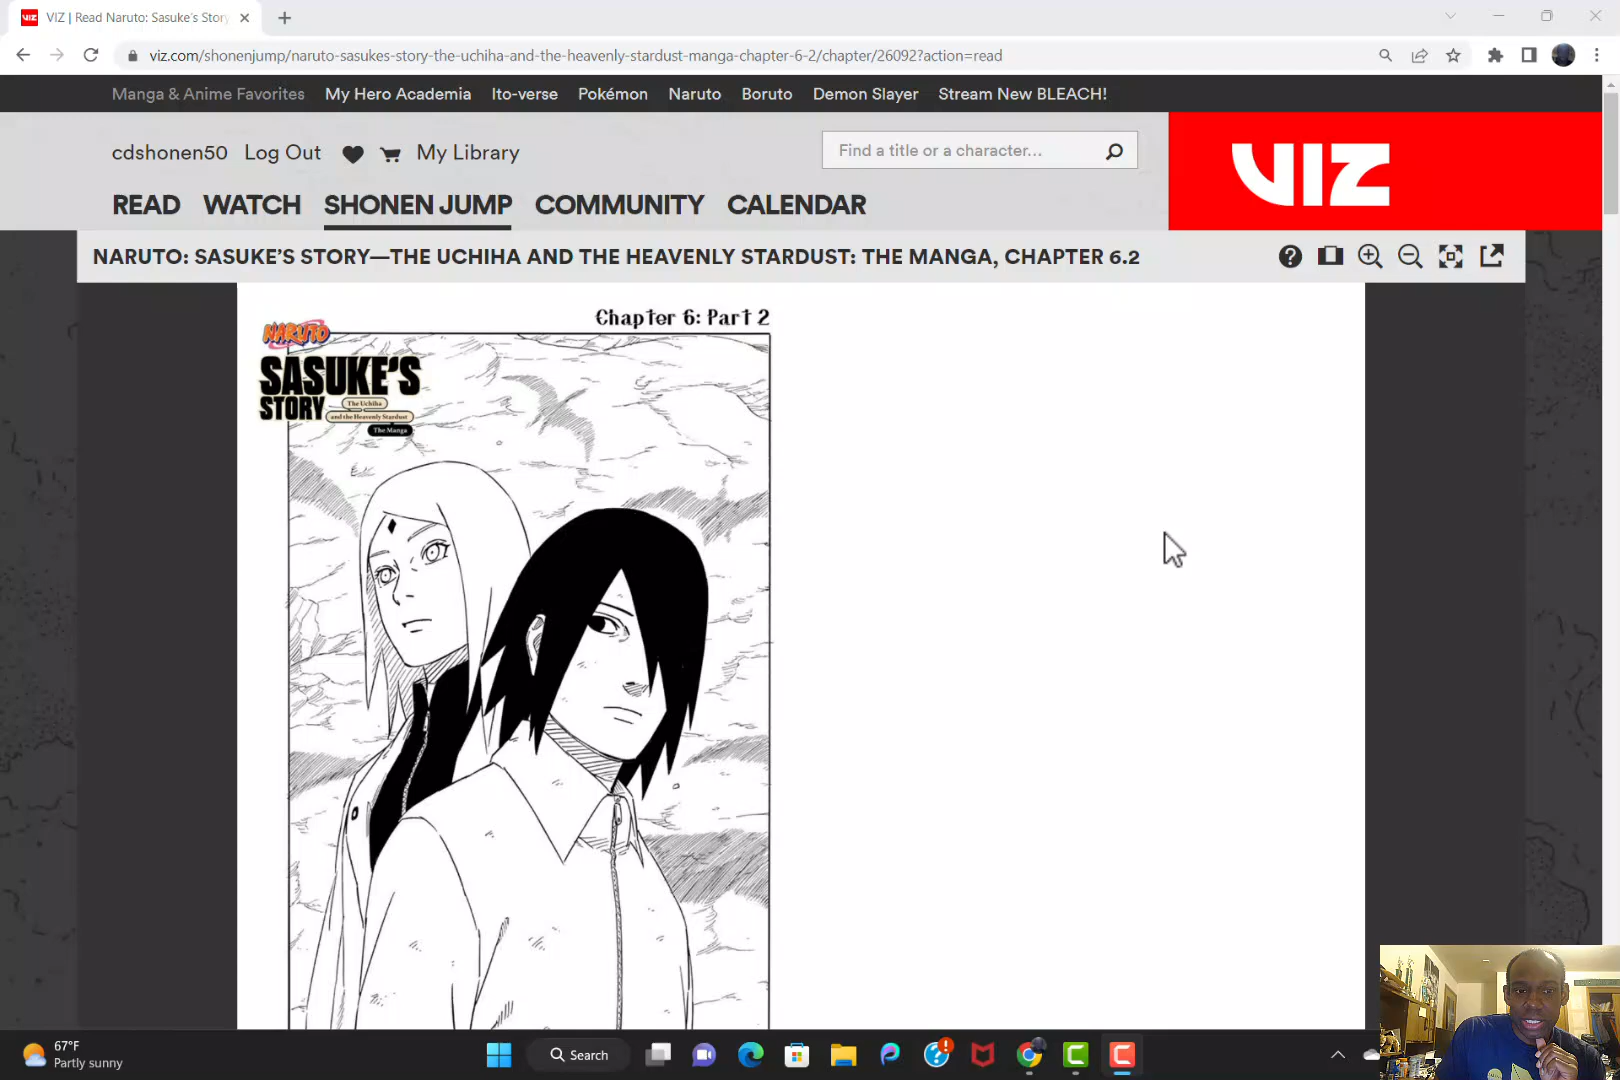 VIZ | Read Naruto: Sasuke's Story
viz.com/shonenjump/naruto-sasukes-story-the-uchiha-and-the-heavenly-stardust-manga-chapter-6-2/chapter/26092?action=read
Manga & Anime Favorites My Hero Academia Ito-verse Pokémon Naruto Boruto Demon Slayer Stream New BLEACH!
cdshonen50 Log Out My Library Find a title or a character...
VIZ
READ WATCH SHONEN JUMP COMMUNITY CALENDAR
NARUTO: SASUKE'S STORY—THE UCHIHA AND THE HEAVENLY STARDUST: THE MANGA, CHAPTER 6.2
Chapter 6: Part 2
NARUTO
SASUKE'S
STORY
The Uchiha
and the Heavenly Stardust
The Manga
67°F
Partly sunny
Search